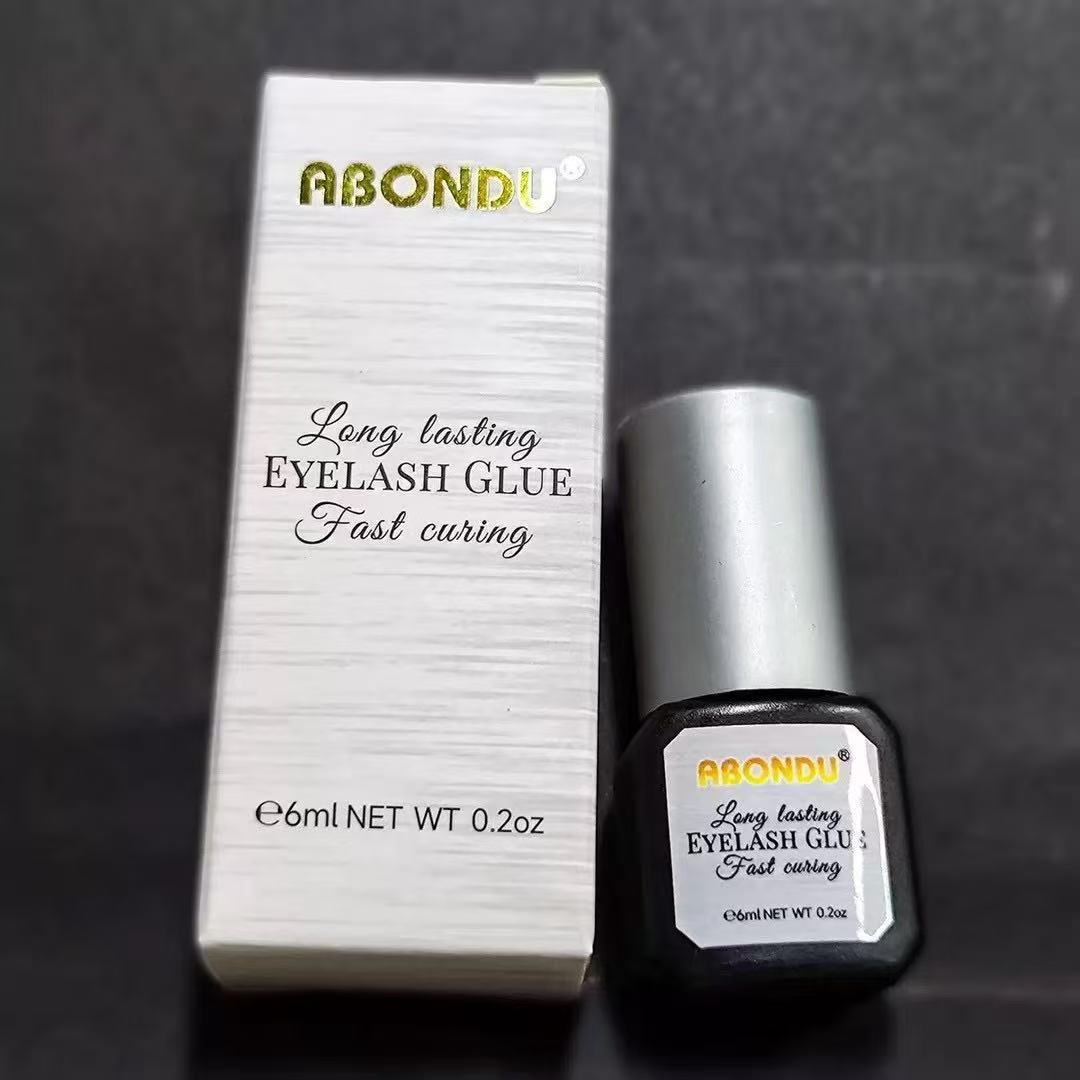 ABONDU®
Long lasting
EYELASH GLUE
Fast curing
℮6ml NET WT 0.2oz
ABONDU®
Long lasting
EYELASH GLUE
Fast curing
℮6ml NET WT 0.2oz